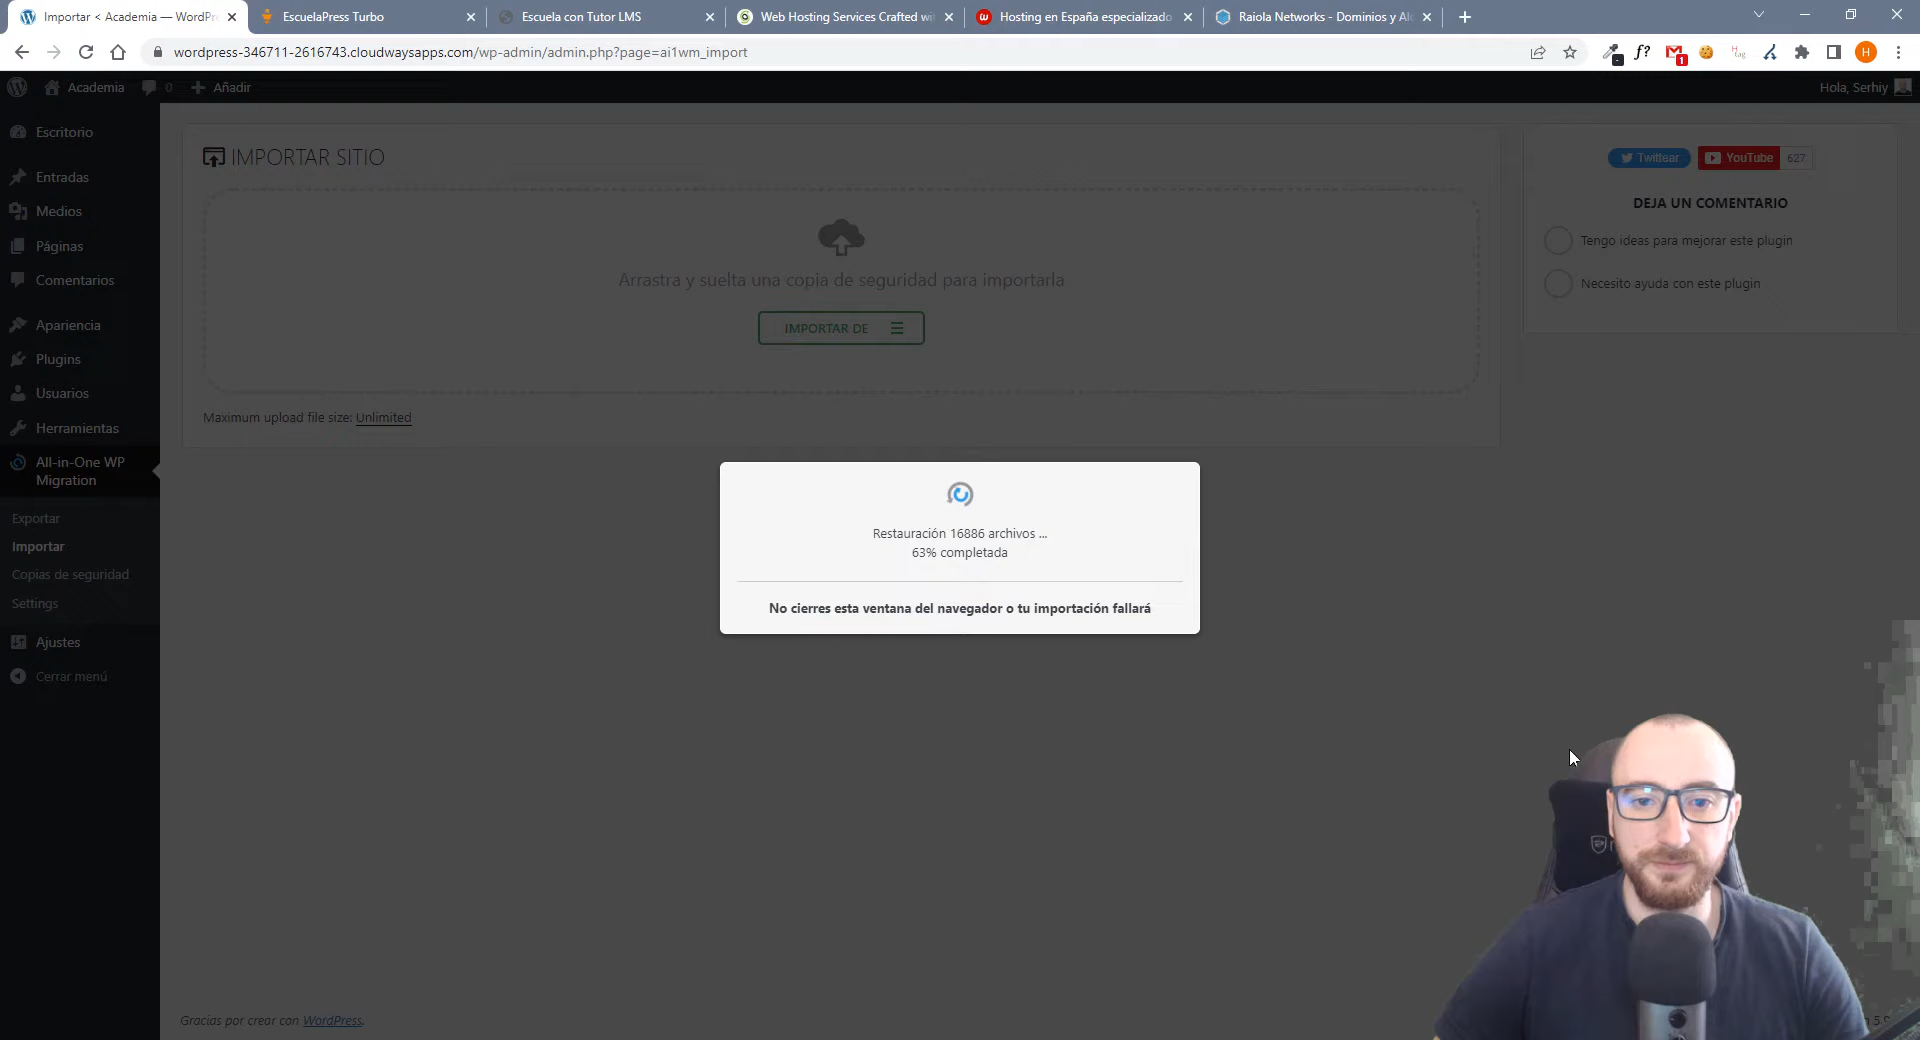 Importar < Academia — WordPr
EscuelaPress Turbo
Escuela con Tutor LMS
Web Hosting Services Crafted wi
Hosting en España especializado
Raiola Networks - Dominios y Al
wordpress-346711-2616743.cloudwaysapps.com/wp-admin/admin.php?page=ai1wm_import
f?
1
H
Academia
0
Añadir
Hola, Serhiy
Escritorio
Entradas
Medios
Páginas
Comentarios
Apariencia
Plugins
Usuarios
Herramientas
All-in-One WP
Migration
Exportar
Importar
Copias de seguridad
Settings
Ajustes
Cerrar menú
IMPORTAR SITIO
Arrastra y suelta una copia de seguridad para importarla
IMPORTAR DE
Maximum upload file size: Unlimited
Twittear
YouTube
627
DEJA UN COMENTARIO
Tengo ideas para mejorar este plugin
Necesito ayuda con este plugin
Restauración 16886 archivos ...
63% completada
No cierres esta ventana del navegador o tu importación fallará
Gracias por crear con WordPress.